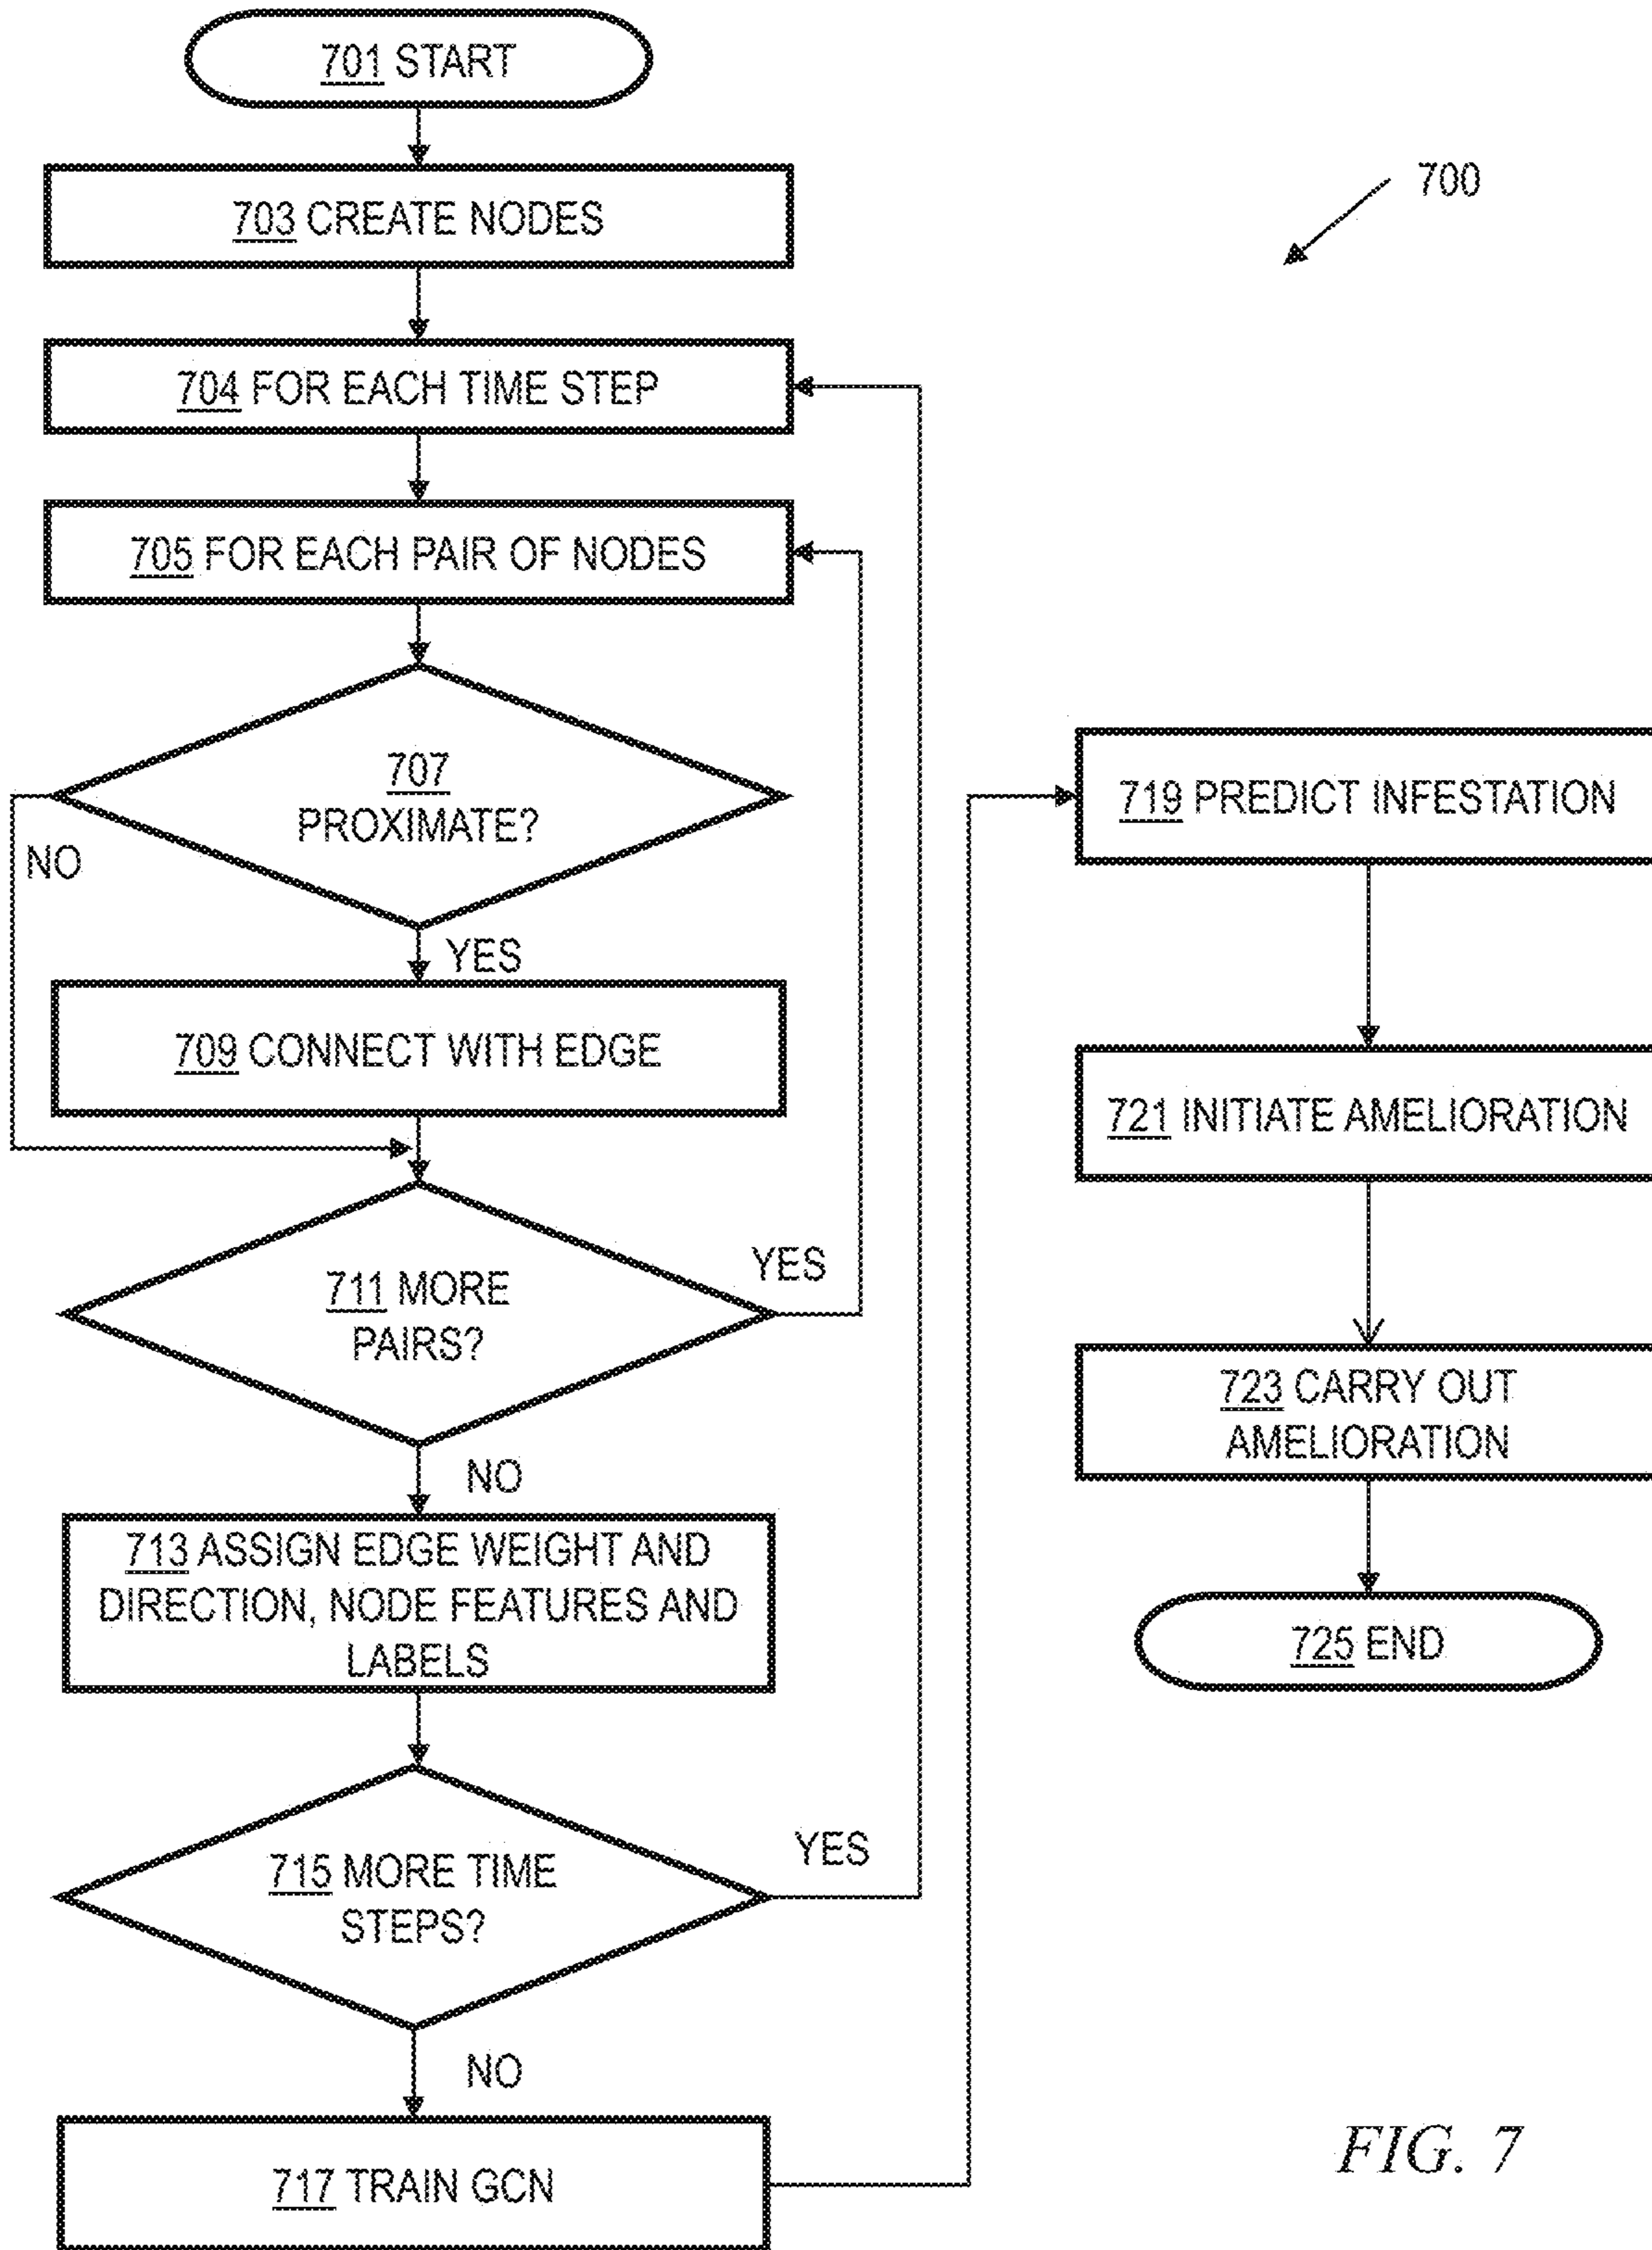 701 START
703 CREATE NODES
700
704 FOR EACH TIME STEP
705 FOR EACH PAIR OF NODES
707
PROXIMATE?
NO
YES
709 CONNECT WITH EDGE
711 MORE
PAIRS?
YES
NO
713 ASSIGN EDGE WEIGHT AND
DIRECTION, NODE FEATURES AND
LABELS
715 MORE TIME
STEPS?
YES
NO
717 TRAIN GCN
719 PREDICT INFESTATION
721 INITIATE AMELIORATION
723 CARRY OUT
AMELIORATION
725 END
FIG. 7